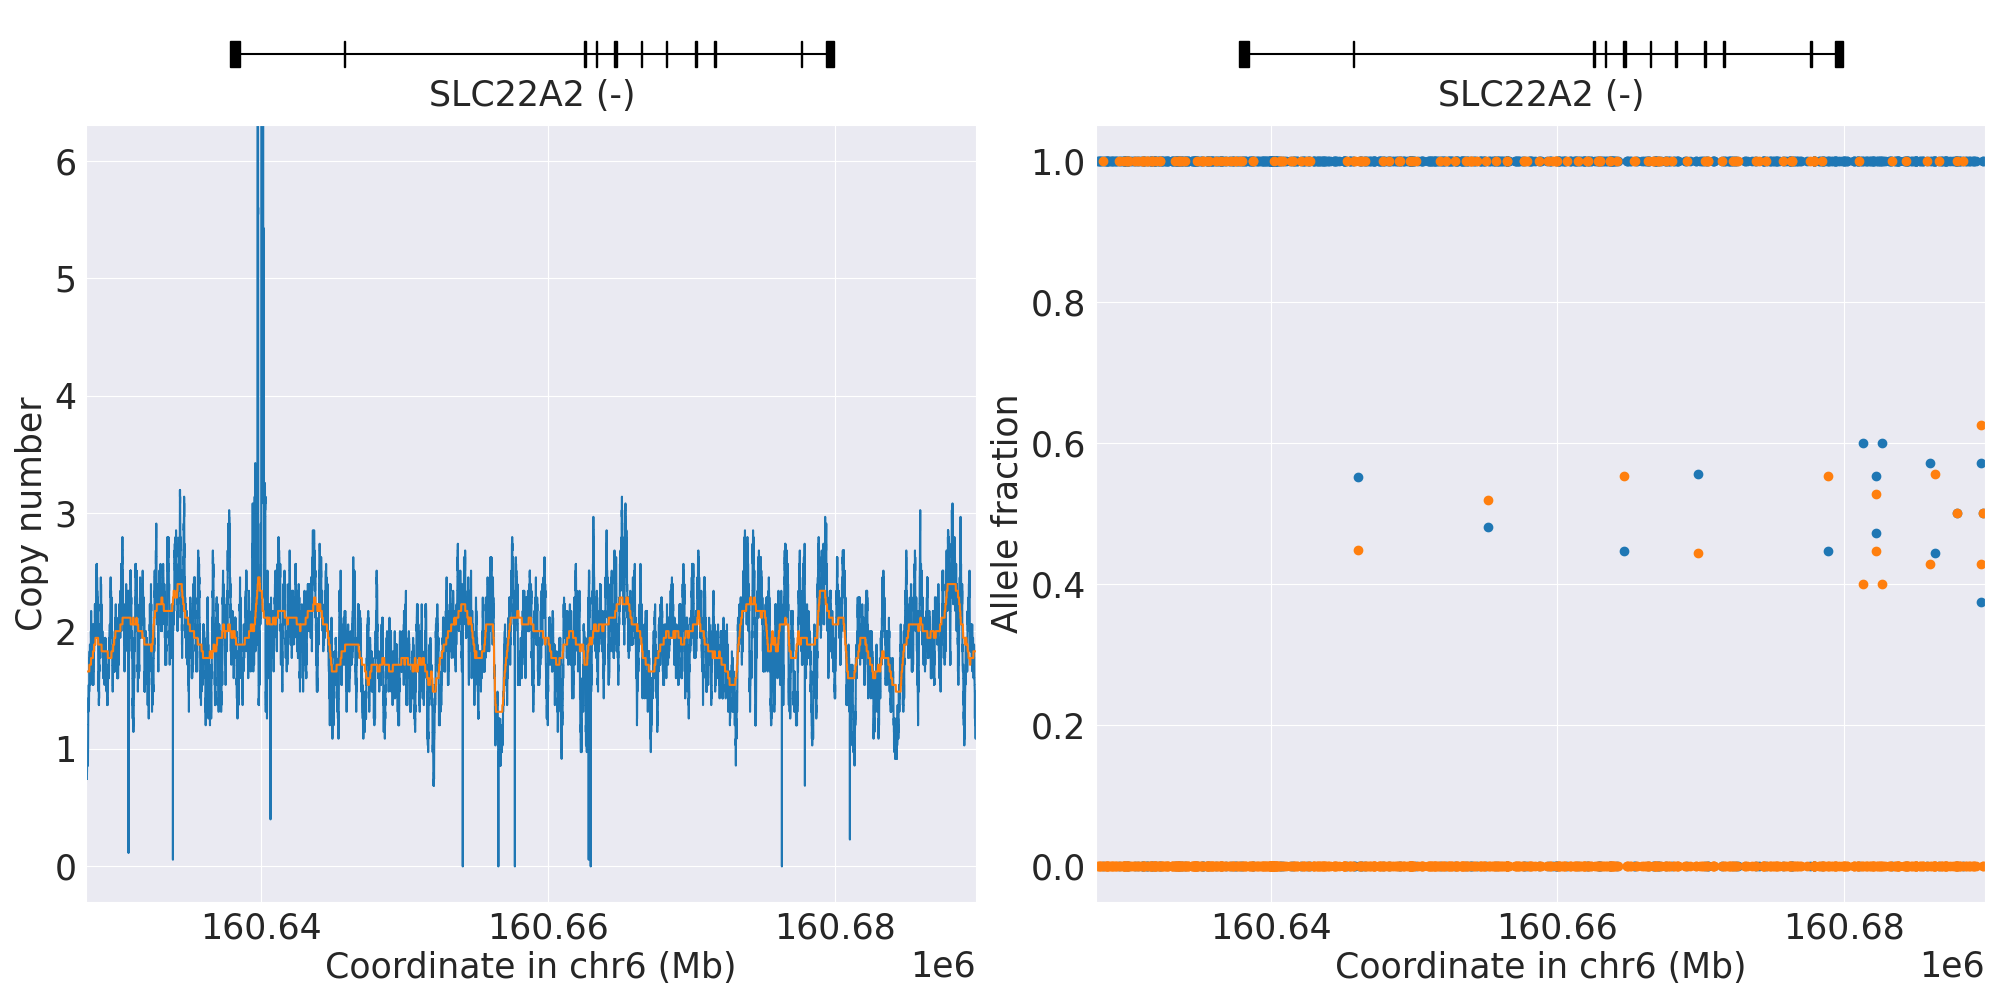 SLC22A2 (-)
6
5
4
3
2
1
0
Copy number
160.64 160.66 160.68
Coordinate in chr6 (Mb) 1e6
SLC22A2 (-)
1.0
0.8
0.6
0.4
0.2
0.0
Allele fraction
160.64 160.66 160.68
Coordinate in chr6 (Mb) 1e6